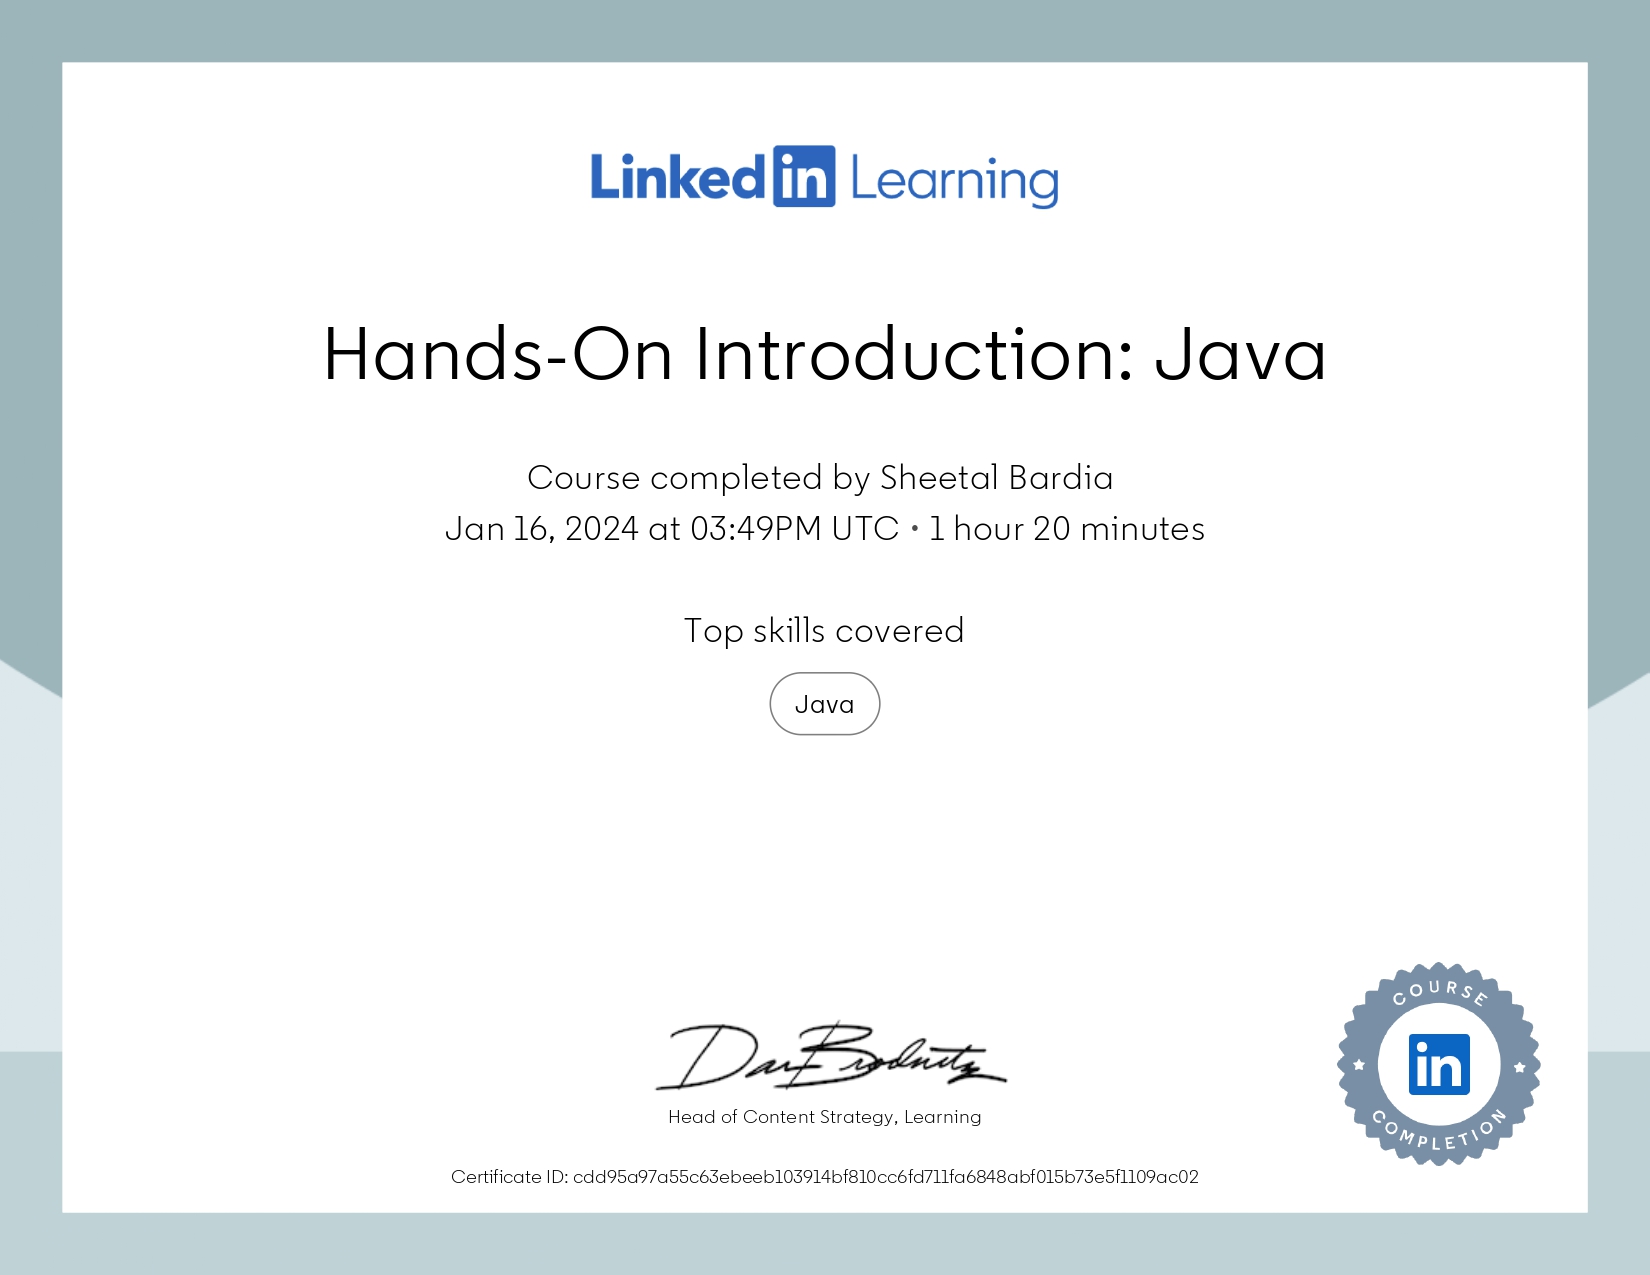 LinkedIn Learning
Hands-On Introduction: Java
Course completed by Sheetal Bardia
Jan 16, 2024 at 03:49PM UTC • 1 hour 20 minutes
Top skills covered
Java
Dan Brodnitz
Head of Content Strategy, Learning
COURSE
in
COMPLETION
Certificate ID: cdd95a97a55c63ebeeb103914bf810cc6fd711fa6848abf015b73e5f1109ac02